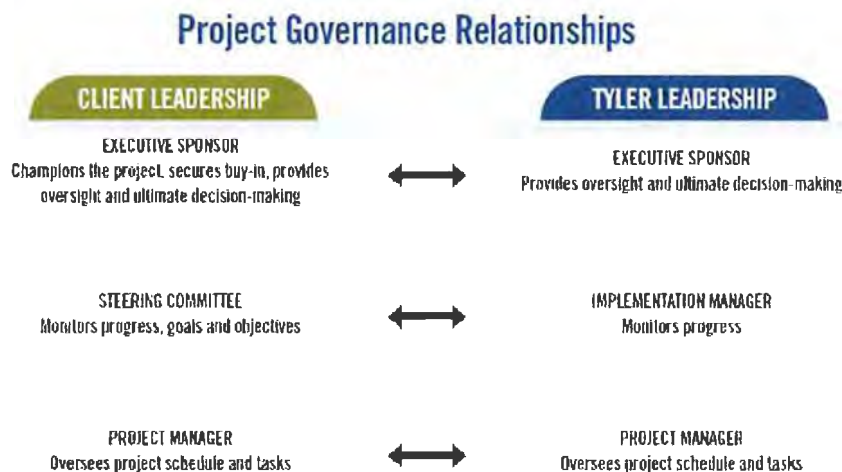 Project Governance Relationships
CLIENT LEADERSHIP
TYLER LEADERSHIP
EXECUTIVE SPONSOR
Champions the project, secures buy-in, provides
oversight and ultimate decision-making
EXECUTIVE SPONSOR
Provides oversight and ultimate decision-making
STEERING COMMITTEE
Monitors progress, goals and objectives
IMPLEMENTATION MANAGER
Monitors progress
PROJECT MANAGER
Oversees project schedule and tasks
PROJECT MANAGER
Oversees project schedule and tasks